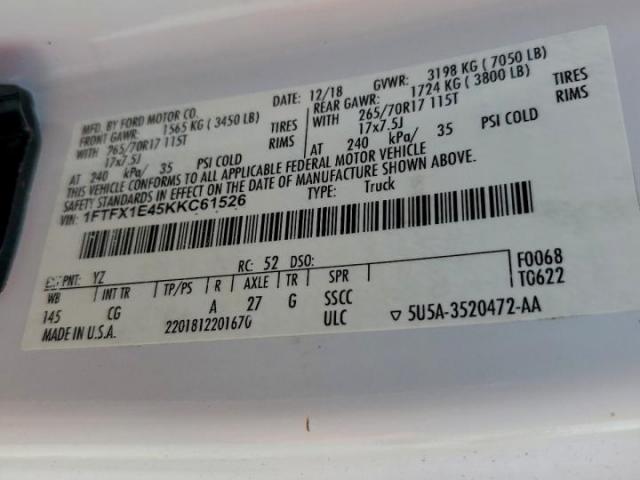 MFD. BY FORD MOTOR CO. DATE: 12/18 GVWR: 3198 KG ( 7050 LB)
FRONT GAWR: 1565 KG ( 3450 LB) REAR GAWR: 1724 KG ( 3800 LB)
WITH 265/70R17 115T TIRES WITH 265/70R17 115T TIRES
17x7.5J RIMS 17x7.5J RIMS
AT 240 kPa/ 35 PSI COLD AT 240 kPa/ 35 PSI COLD
THIS VEHICLE CONFORMS TO ALL APPLICABLE FEDERAL MOTOR VEHICLE
SAFETY STANDARDS IN EFFECT ON THE DATE OF MANUFACTURE SHOWN ABOVE.
VIN: 1FTFX1E45KKC61526 TYPE: Truck
F0068
T0622
EXT PNT: YZ RC: 52 DSO:
WB INT TR TP/PS R AXLE TR SPR
145 CG A 27 G SSCC
MADE IN U.S.A. 2201812201670 ULC ▽ 5U5A-3520472-AA